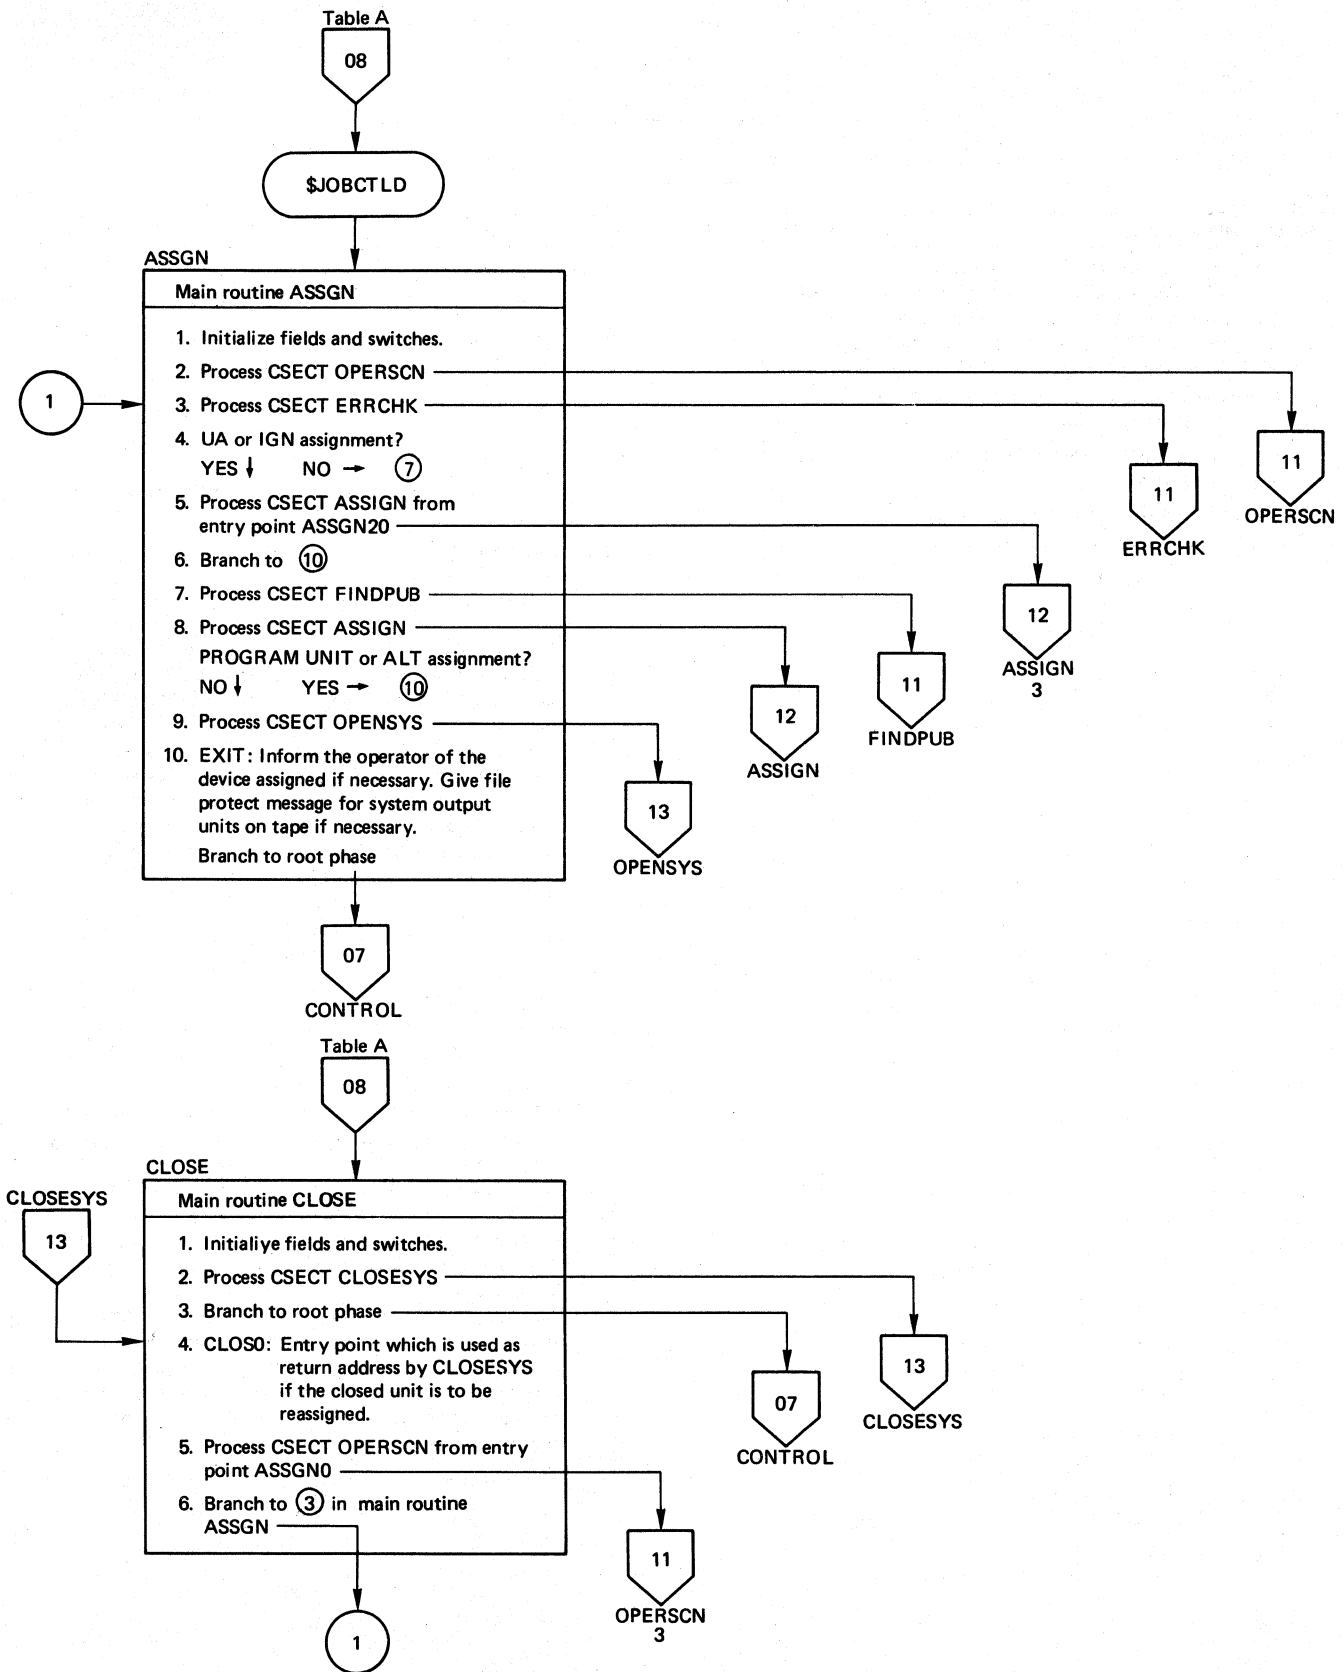 Table A
08
$JOBCTLD
ASSGN
Main routine ASSGN
1. Initialize fields and switches.
2. Process CSECT OPERSCN
1
3. Process CSECT ERRCHK
4. UA or IGN assignment?
YES ↓ NO → 7
5. Process CSECT ASSIGN from
entry point ASSGN20
6. Branch to 10
7. Process CSECT FINDPUB
8. Process CSECT ASSIGN
PROGRAM UNIT or ALT assignment?
NO ↓ YES → 10
9. Process CSECT OPENSYS
10. EXIT: Inform the operator of the
device assigned if necessary. Give file
protect message for system output
units on tape if necessary.
Branch to root phase
11
OPERSCN
11
ERRCHK
12
ASSIGN
3
11
FINDPUB
12
ASSIGN
13
OPENSYS
07
CONTROL
Table A
08
CLOSE
CLOSESYS
13
Main routine CLOSE
1. Initialiye fields and switches.
2. Process CSECT CLOSESYS
3. Branch to root phase
4. CLOS0: Entry point which is used as
return address by CLOSESYS
if the closed unit is to be
reassigned.
5. Process CSECT OPERSCN from entry
point ASSGN0
6. Branch to 3 in main routine
ASSGN
13
CLOSESYS
07
CONTROL
11
OPERSCN
3
1